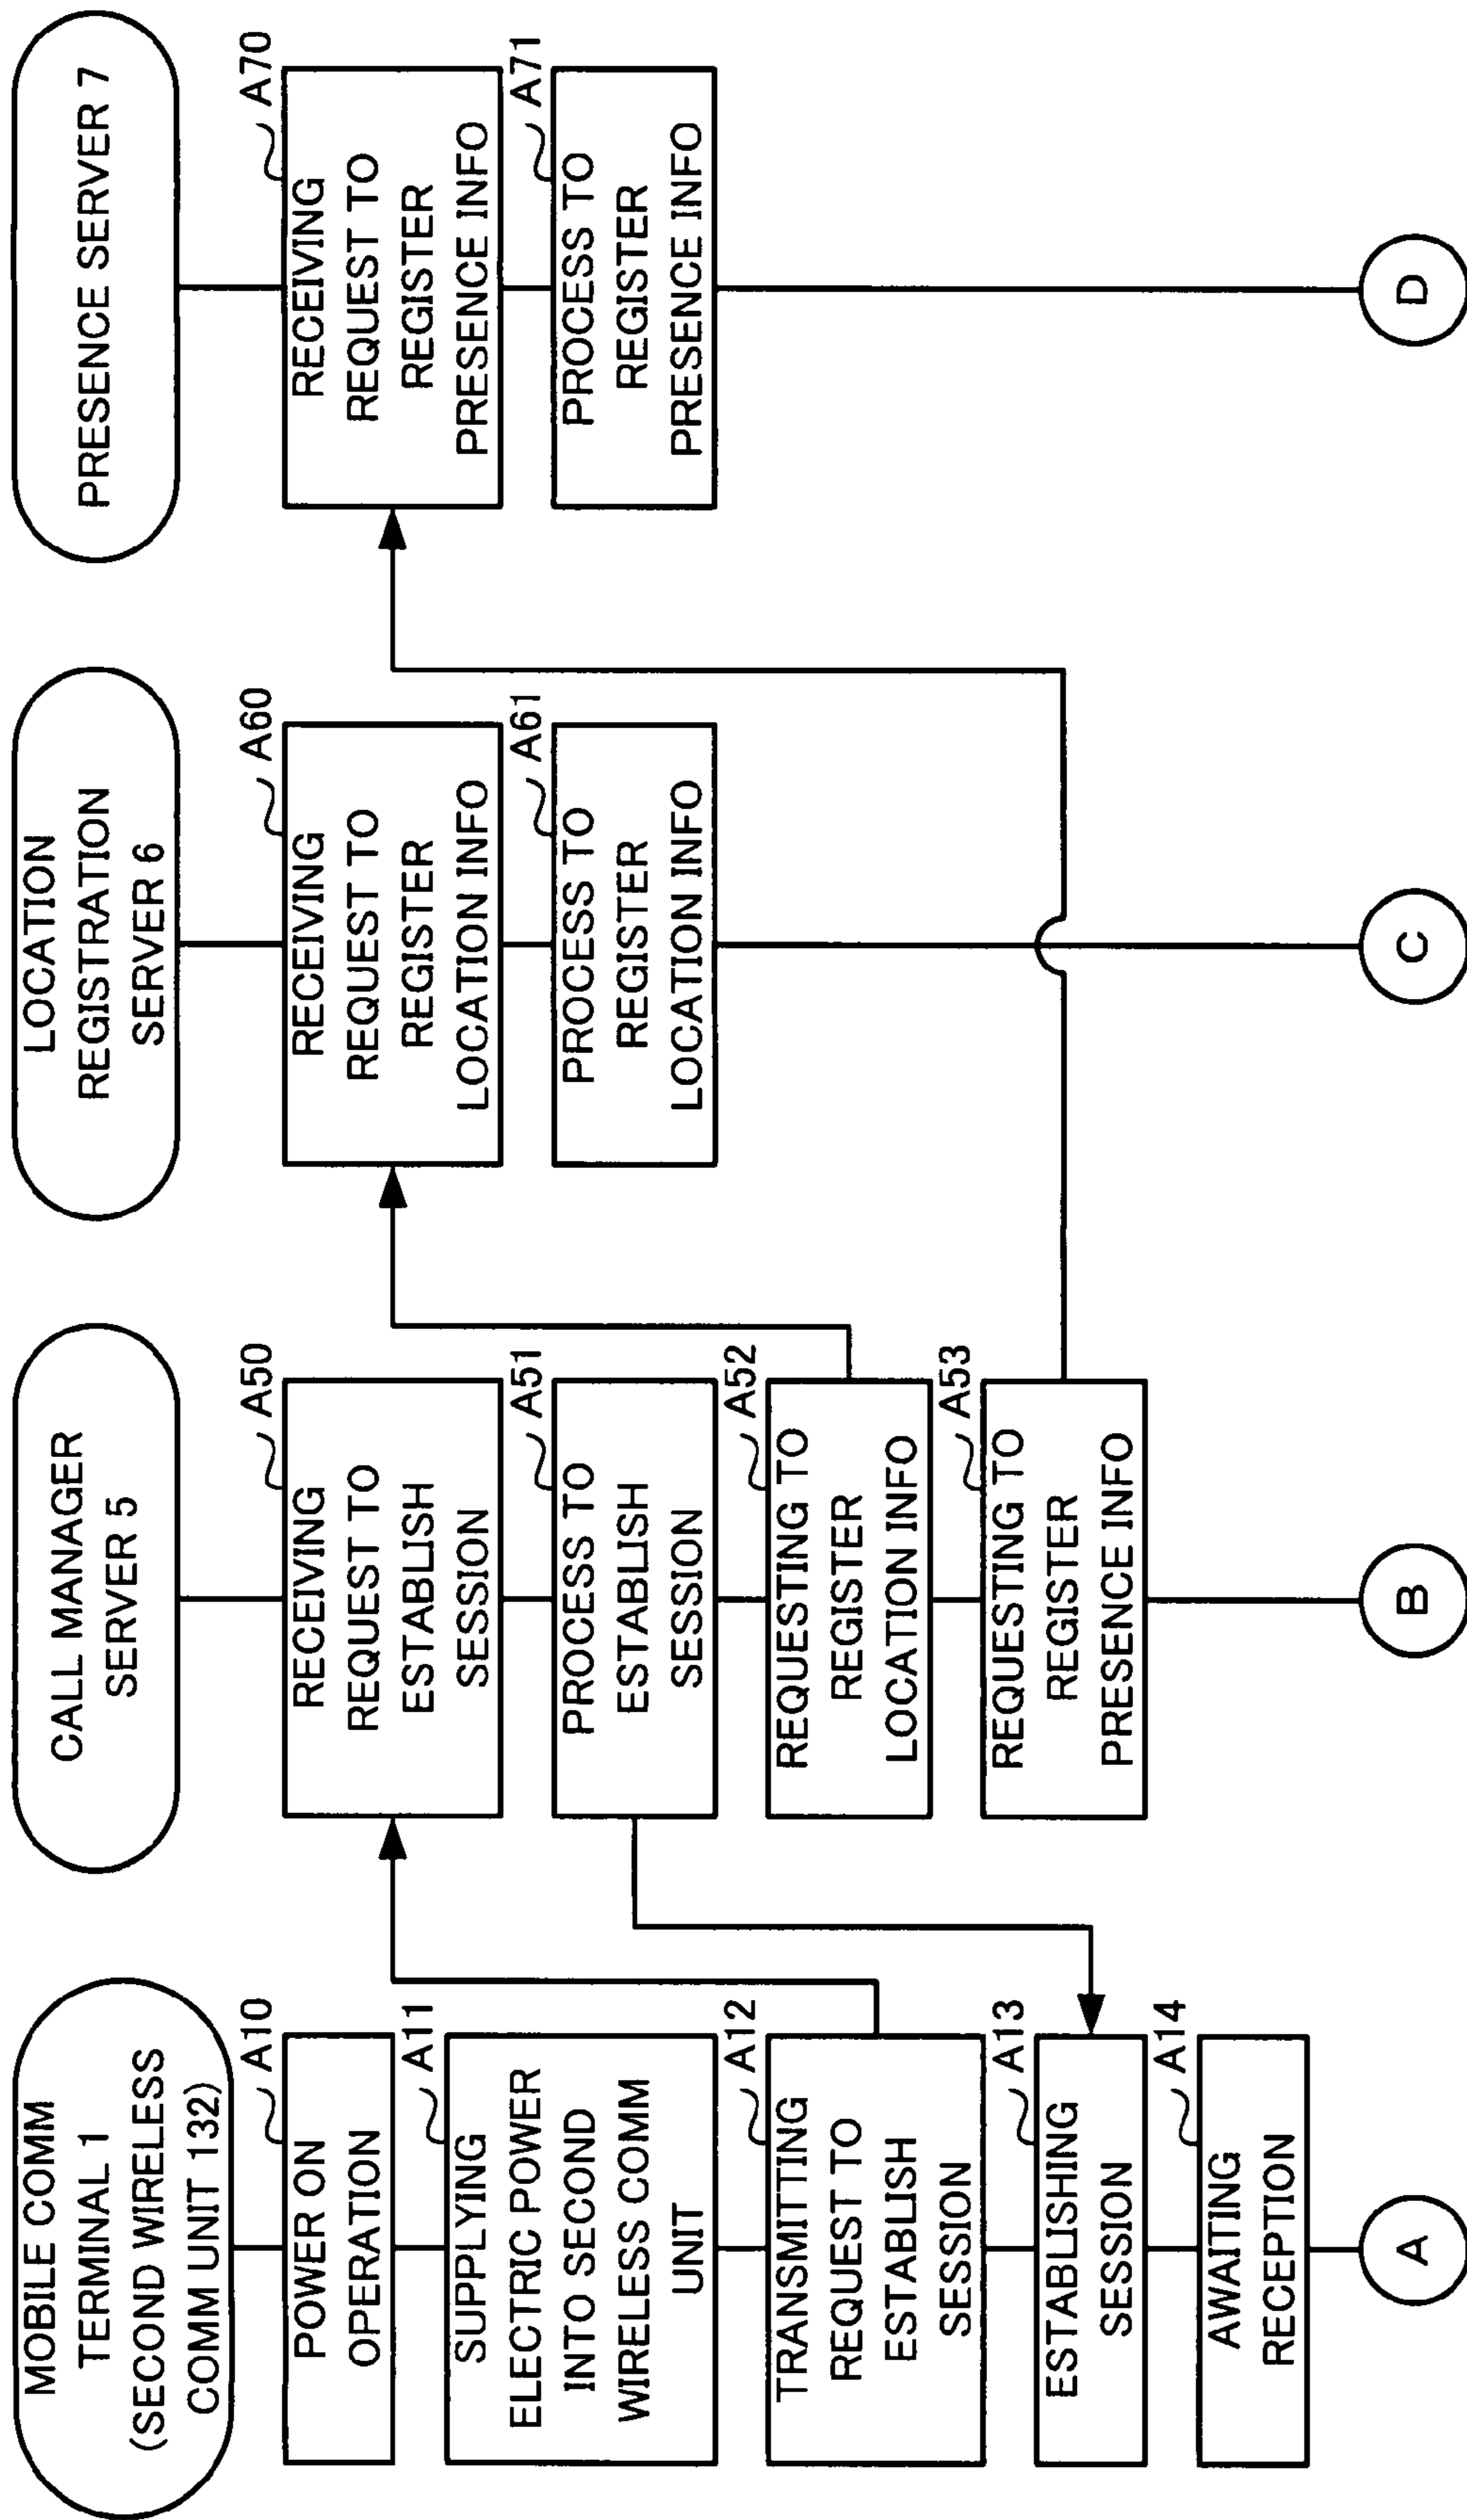 MOBILE COMM
TERMINAL 1
(SECOND WIRELESS
COMM UNIT 132)
A10
POWER ON
OPERATION
A11
SUPPLYING
ELECTRIC POWER
INTO SECOND
WIRELESS COMM
UNIT
A12
TRANSMITTING
REQUEST TO
ESTABLISH
SESSION
A13
ESTABLISHING
SESSION
A14
AWAITING
RECEPTION
A
CALL MANAGER
SERVER 5
A50
RECEIVING
REQUEST TO
ESTABLISH
SESSION
A51
PROCESS TO
ESTABLISH
SESSION
A52
REQUESTING TO
REGISTER
LOCATION INFO
A53
REQUESTING TO
REGISTER
PRESENCE INFO
B
LOCATION
REGISTRATION
SERVER 6
A60
RECEIVING
REQUEST TO
REGISTER
LOCATION INFO
A61
PROCESS TO
REGISTER
LOCATION INFO
C
PRESENCE SERVER 7
A70
RECEIVING
REQUEST TO
REGISTER
PRESENCE INFO
A71
PROCESS TO
REGISTER
PRESENCE INFO
D